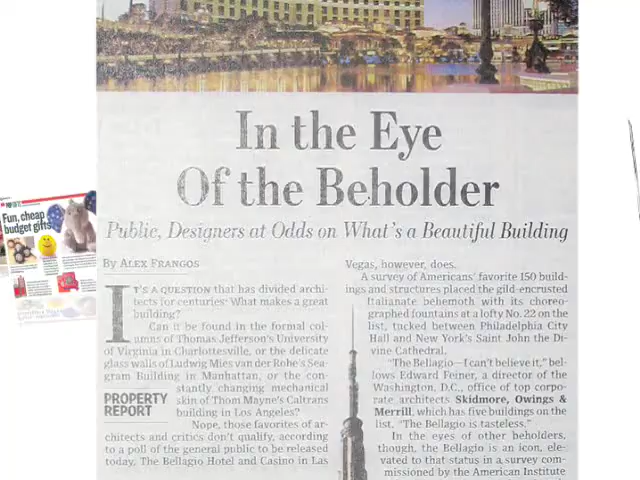 In the Eye
Of the Beholder
Public, Designers at Odds on What's a Beautiful Building
By ALEX FRANGOS
IT'S A QUESTION that has divided archi-
tects for centuries: What makes a great
building?
Can it be found in the formal col-
umns of Thomas Jefferson's University
of Virginia in Charlottesville, or the delicate
glass walls of Ludwig Mies van der Rohe's Sea-
gram Building in Manhattan, or the con-
stantly changing mechanical
skin of Thom Mayne's Caltrans
building in Los Angeles?
PROPERTY
REPORT
Nope, those favorites of ar-
chitects and critics don't qualify, according
to a poll of the general public to be released
today. The Bellagio Hotel and Casino in Las
Vegas, however, does.
A survey of Americans' favorite 150 build-
ings and structures placed the gild-encrusted
Italianate behemoth with its choreo-
graphed fountains at a lofty No. 22 on the
list, tucked between Philadelphia City
Hall and New York's Saint John the Di-
vine Cathedral.
"The Bellagio—I can't believe it," bel-
lows Edward Feiner, a director of the
Washington, D.C., office of top corpo-
rate architects Skidmore, Owings &
Merrill, which has five buildings on the
list. "The Bellagio is tasteless."
In the eyes of other beholders,
though, the Bellagio is an icon, ele-
vated to that status in a survey com-
missioned by the American Institute
Fun, cheap
budget gifts